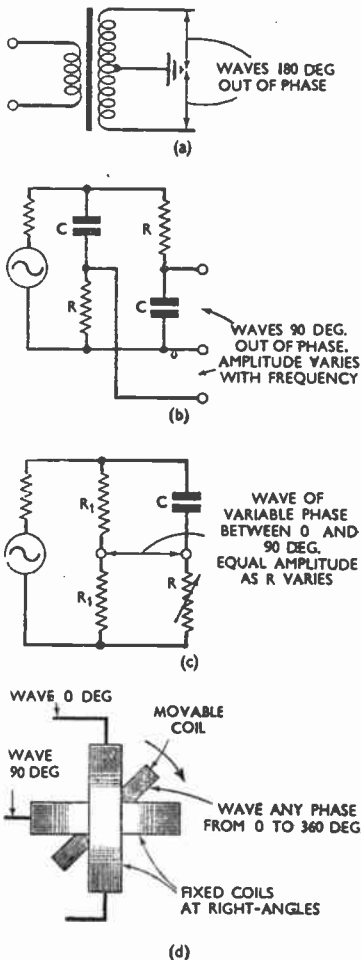 WAVES 180 DEG
OUT OF PHASE
(a)
C
R
R
C
WAVES 90 DEG.
OUT OF PHASE.
AMPLITUDE VARIES
WITH FREQUENCY
(b)
R₁
C
WAVE OF
VARIABLE PHASE
BETWEEN 0 AND
90 DEG.
EQUAL AMPLITUDE
AS R VARIES
R₁
R
(c)
WAVE 0 DEG
MOVABLE
COIL
WAVE
90 DEG
WAVE ANY PHASE
FROM 0 TO 360 DEG
FIXED COILS
AT RIGHT-ANGLES
(d)